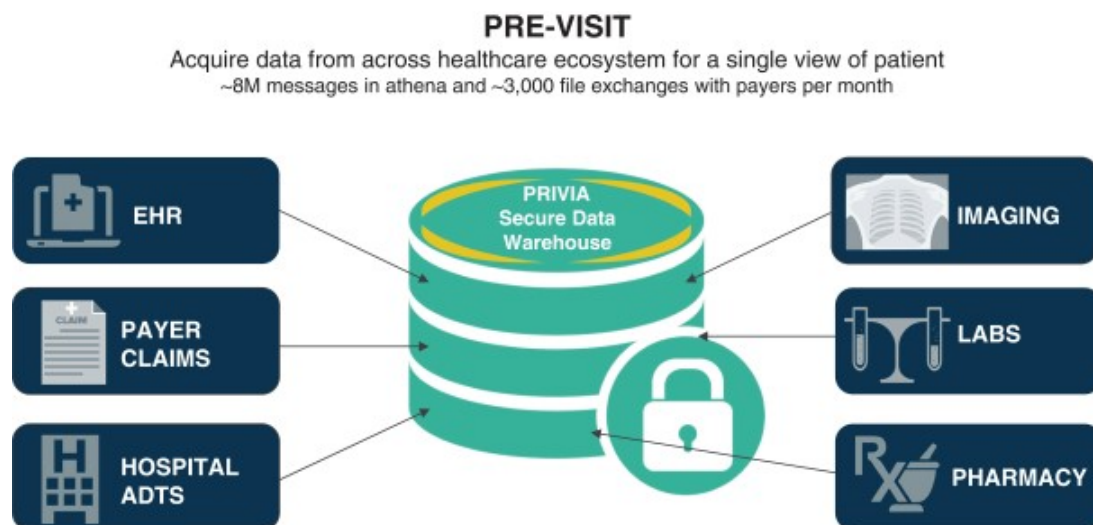 PRE-VISIT
Acquire data from across healthcare ecosystem for a single view of patient
~8M messages in athena and ~3,000 file exchanges with payers per month
EHR
PRIVIA
Secure Data
Warehouse
IMAGING
CLAIM
PAYER
CLAIMS
LABS
H
HOSPITAL
ADTS
Rx
PHARMACY